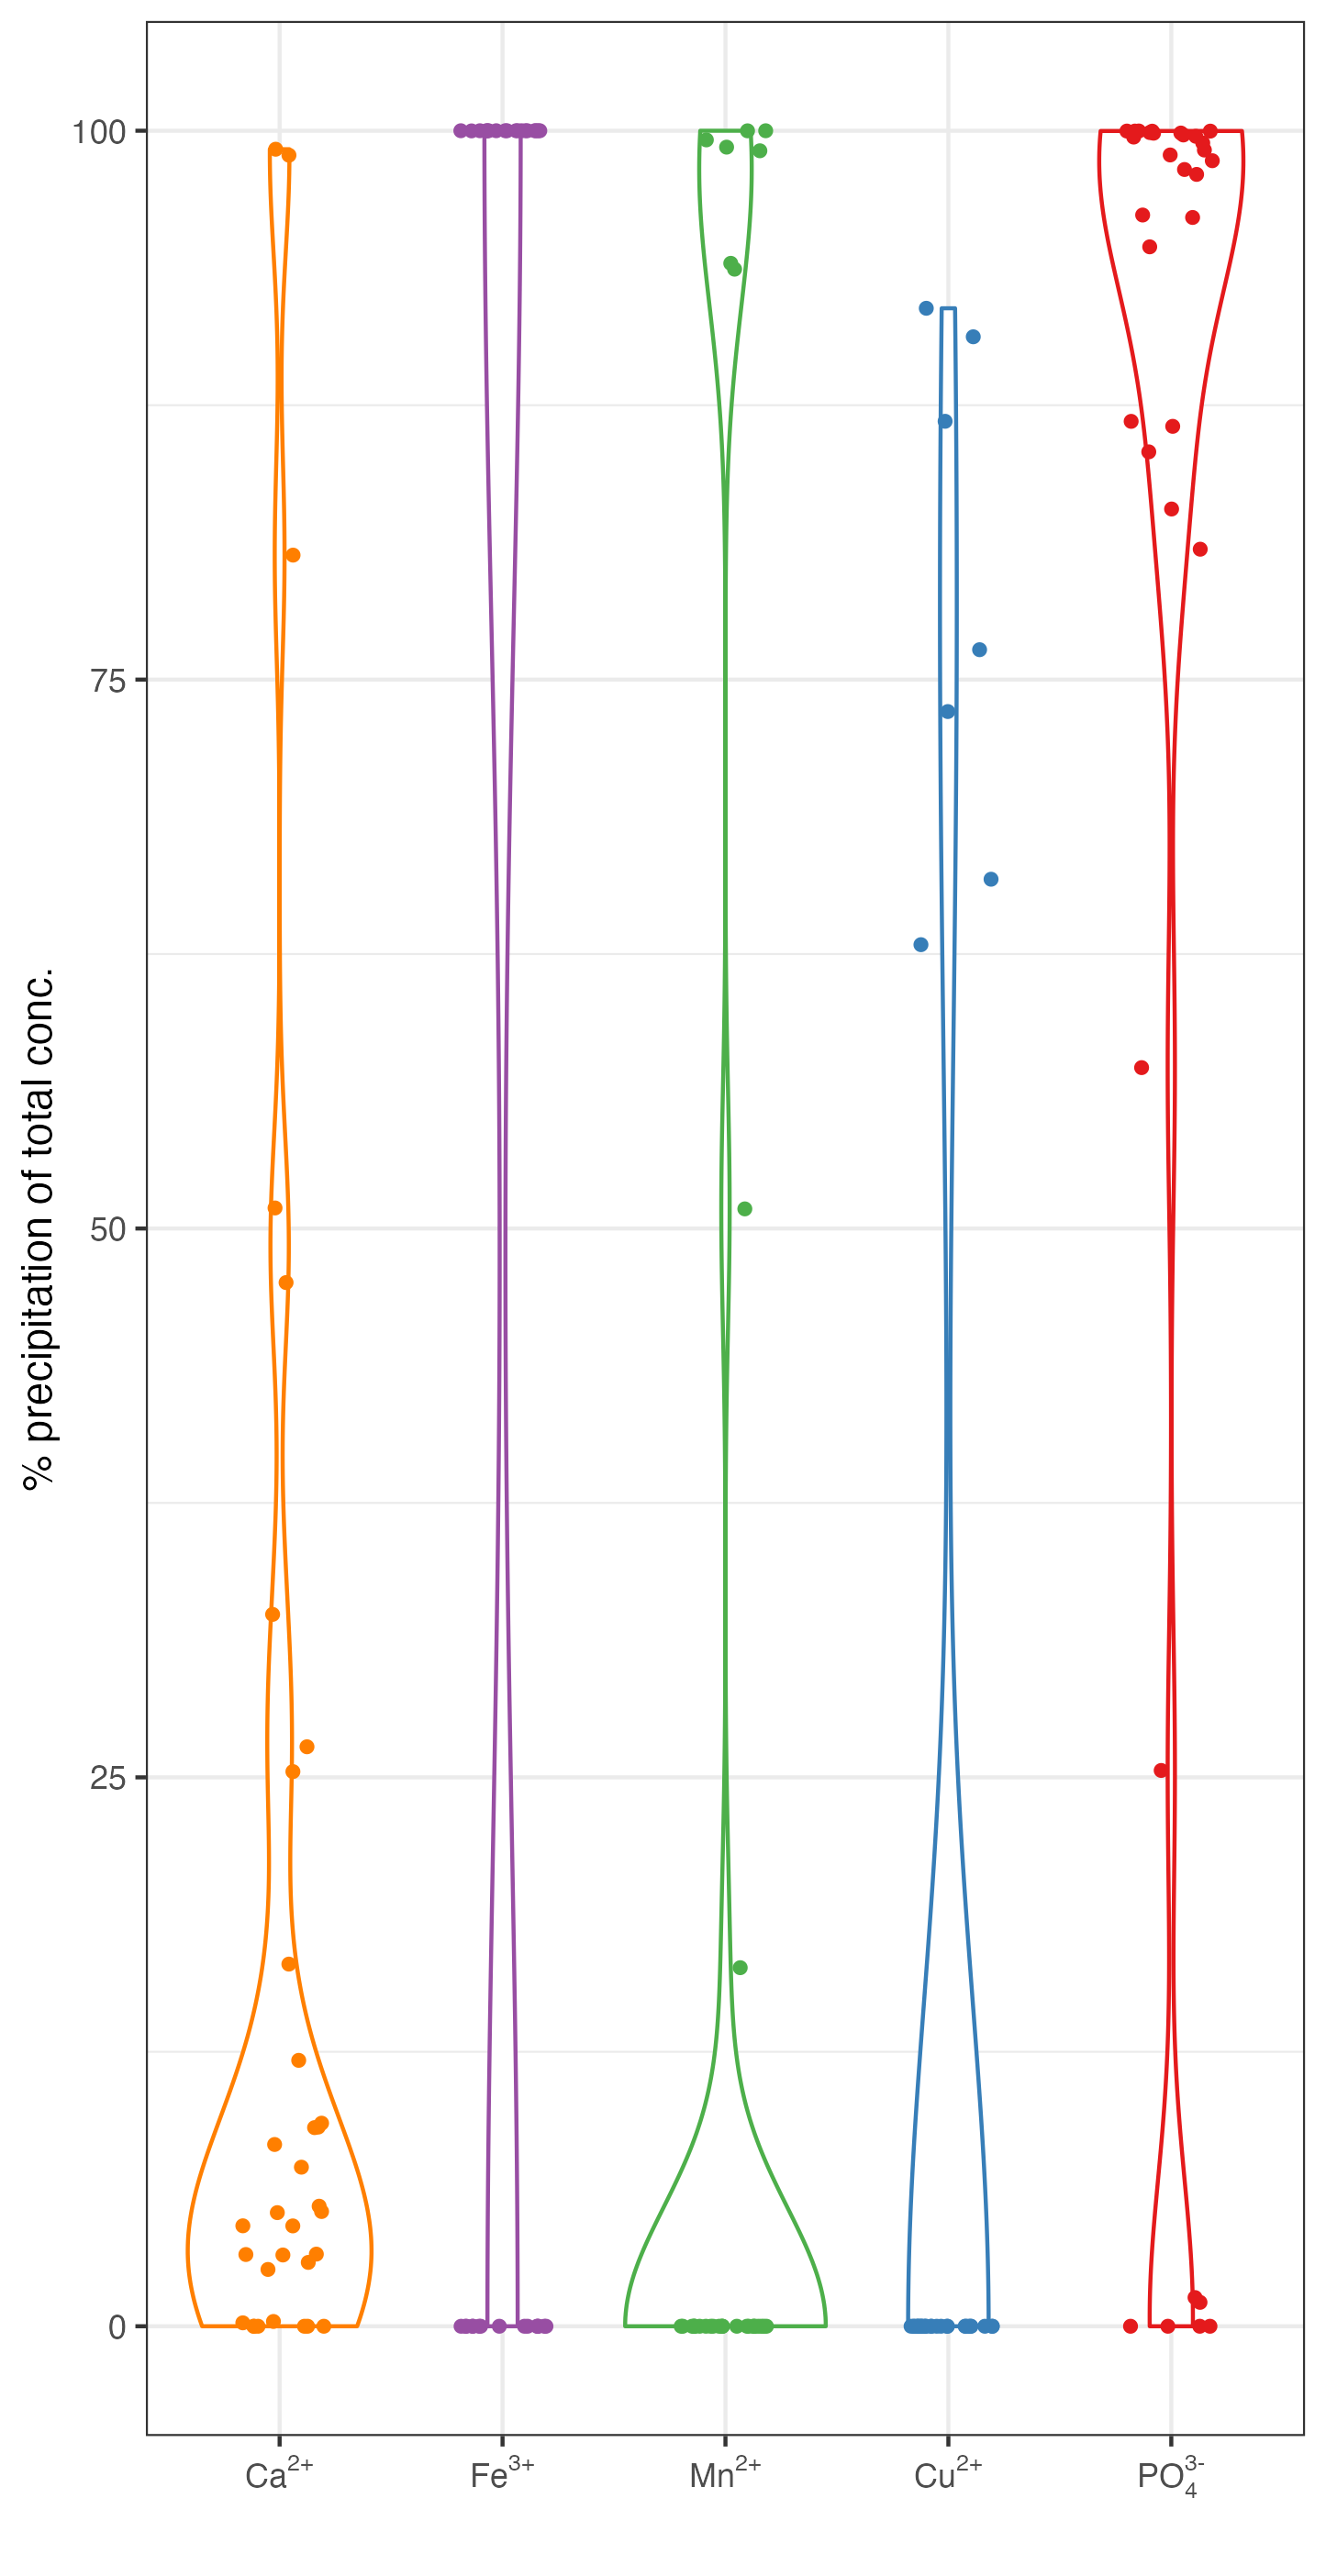 % precipitation of total conc.
100
75
50
25
0
Ca²⁺ Fe³⁺ Mn²⁺ Cu²⁺ PO₄³⁻